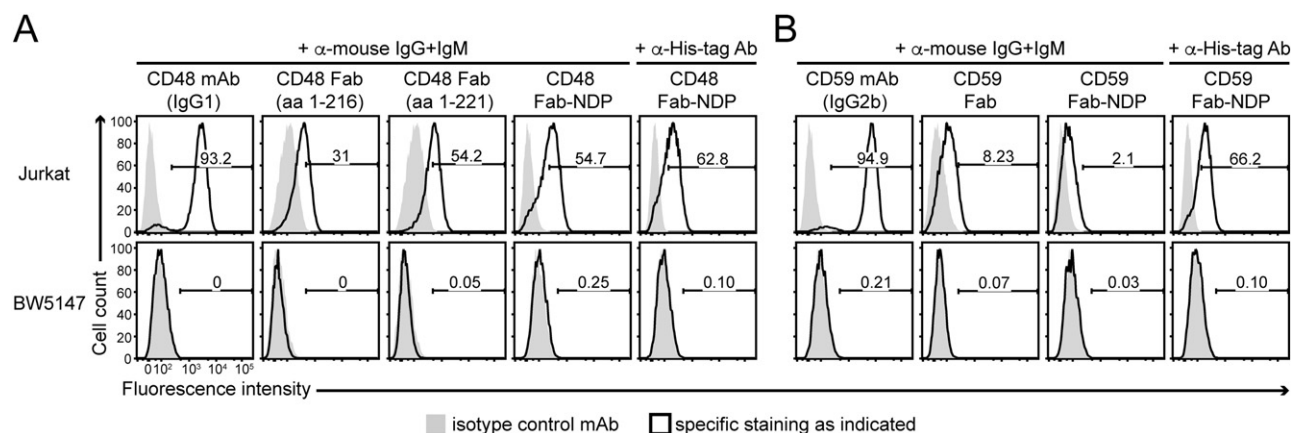 A
B
+ α-mouse IgG+IgM
+ α-His-tag Ab
+ α-mouse IgG+IgM
+ α-His-tag Ab
CD48 mAb
(IgG1)
CD48 Fab
(aa 1-216)
CD48 Fab
(aa 1-221)
CD48
Fab-NDP
CD48
Fab-NDP
CD59 mAb
(IgG2b)
CD59
Fab
CD59
Fab-NDP
CD59
Fab-NDP
Jurkat
100
80
60
40
20
0
93.2
31
54.2
54.7
62.8
94.9
8.23
2.1
66.2
BW5147
Cell count
100
80
60
40
20
0
0
0
0.05
0.25
0.10
0.21
0.07
0.03
0.10
0 10² 10³ 10⁴ 10⁵
Fluorescence intensity
isotype control mAb
specific staining as indicated